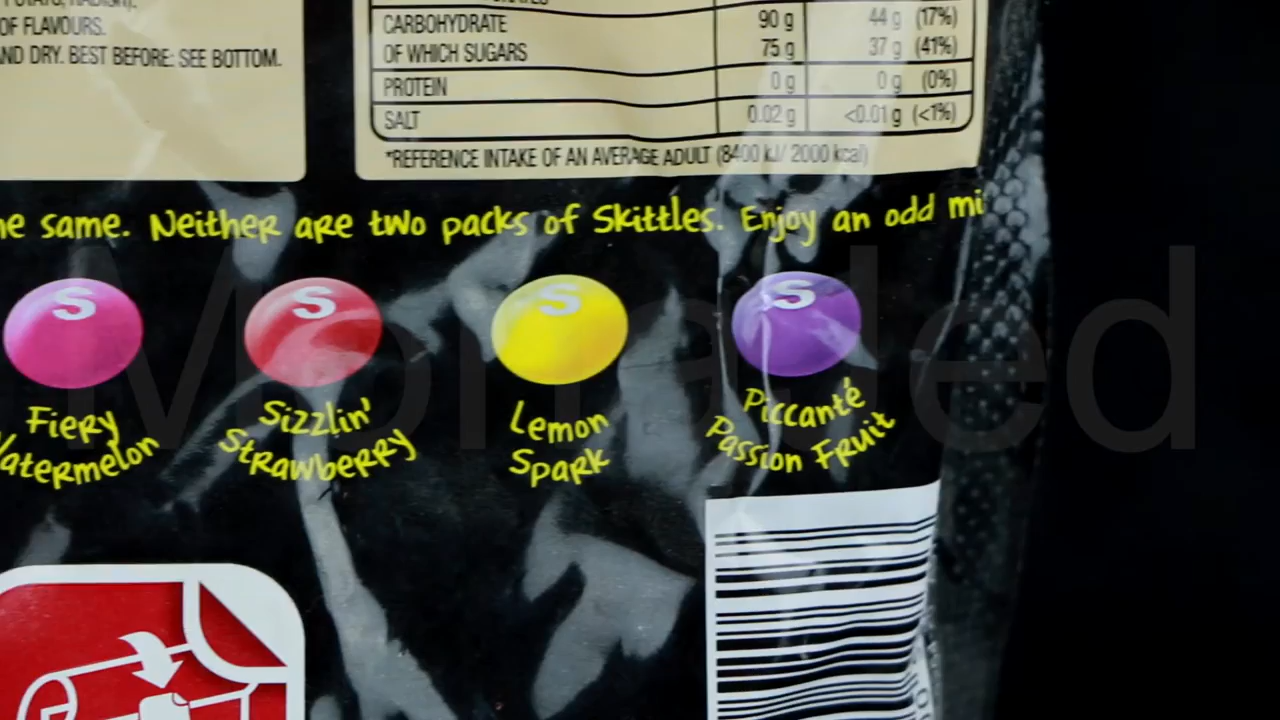 OF FLAVOURS.
AND DRY. BEST BEFORE: SEE BOTTOM.
CARBOHYDRATE 90 g 44 g (17%)
OF WHICH SUGARS 75 g 37 g (41%)
PROTEIN 0 g 0 g (0%)
SALT 0.02 g <0.01 g (<1%)
*REFERENCE INTAKE OF AN AVERAGE ADULT (8400 kJ/ 2000 kcal)
same. Neither are two packs of Skittles. Enjoy an odd mi
S S S S
Fiery
Watermelon
Sizzlin'
Strawberry
Lemon
Spark
Piccanté
Passion Fruit